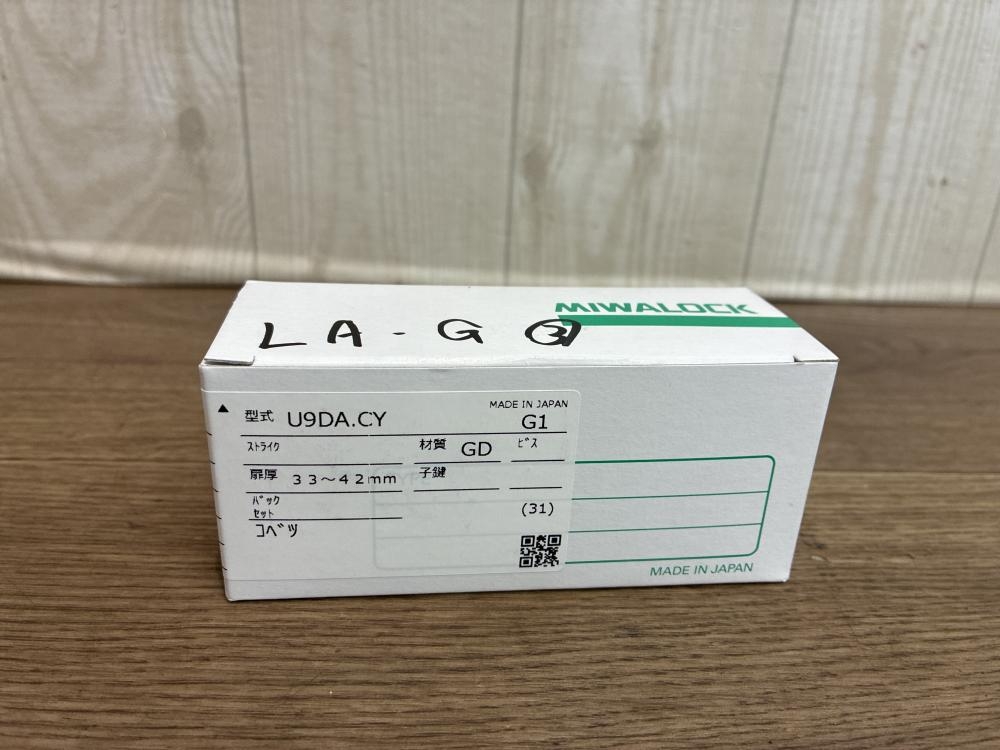 MIWALOCK
LA-G ②
MADE IN JAPAN
型式 U9DA.CY G1
ストライク 材質 GD ビス
扉厚 33～42mm 子鍵
バック
セット (31)
コベツ
MADE IN JAPAN